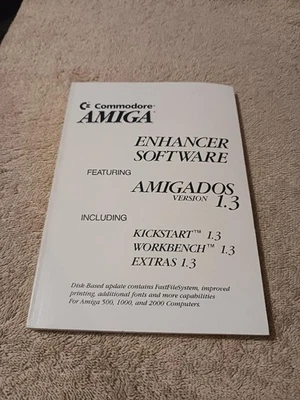 Commodore®
AMIGA®
ENHANCER
SOFTWARE
FEATURING
AMIGADOS
VERSION 1.3
INCLUDING
KICKSTART™ 1.3
WORKBENCH™ 1.3
EXTRAS 1.3
Disk-Based update contains FastFileSystem, improved
printing, additional fonts and more capabilities
For Amiga 500, 1000, and 2000 Computers